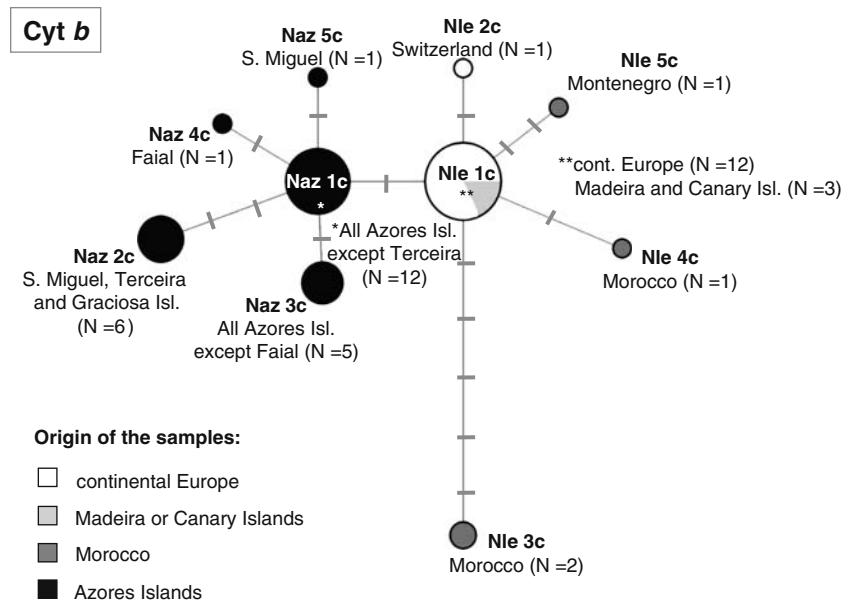 Cyt b
Naz 5c
S. Miguel (N =1)
Nle 2c
Switzerland (N =1)
Nle 5c
Montenegro (N =1)
Naz 4c
Faial (N =1)
Naz 1c
*
Nle 1c
**
**cont. Europe (N =12)
Madeira and Canary Isl. (N =3)
*All Azores Isl.
except Terceira
(N =12)
Naz 2c
S. Miguel, Terceira
and Graciosa Isl.
(N =6)
Naz 3c
All Azores Isl.
except Faial (N =5)
Nle 4c
Morocco (N =1)
Nle 3c
Morocco (N =2)
Origin of the samples:
continental Europe
Madeira or Canary Islands
Morocco
Azores Islands